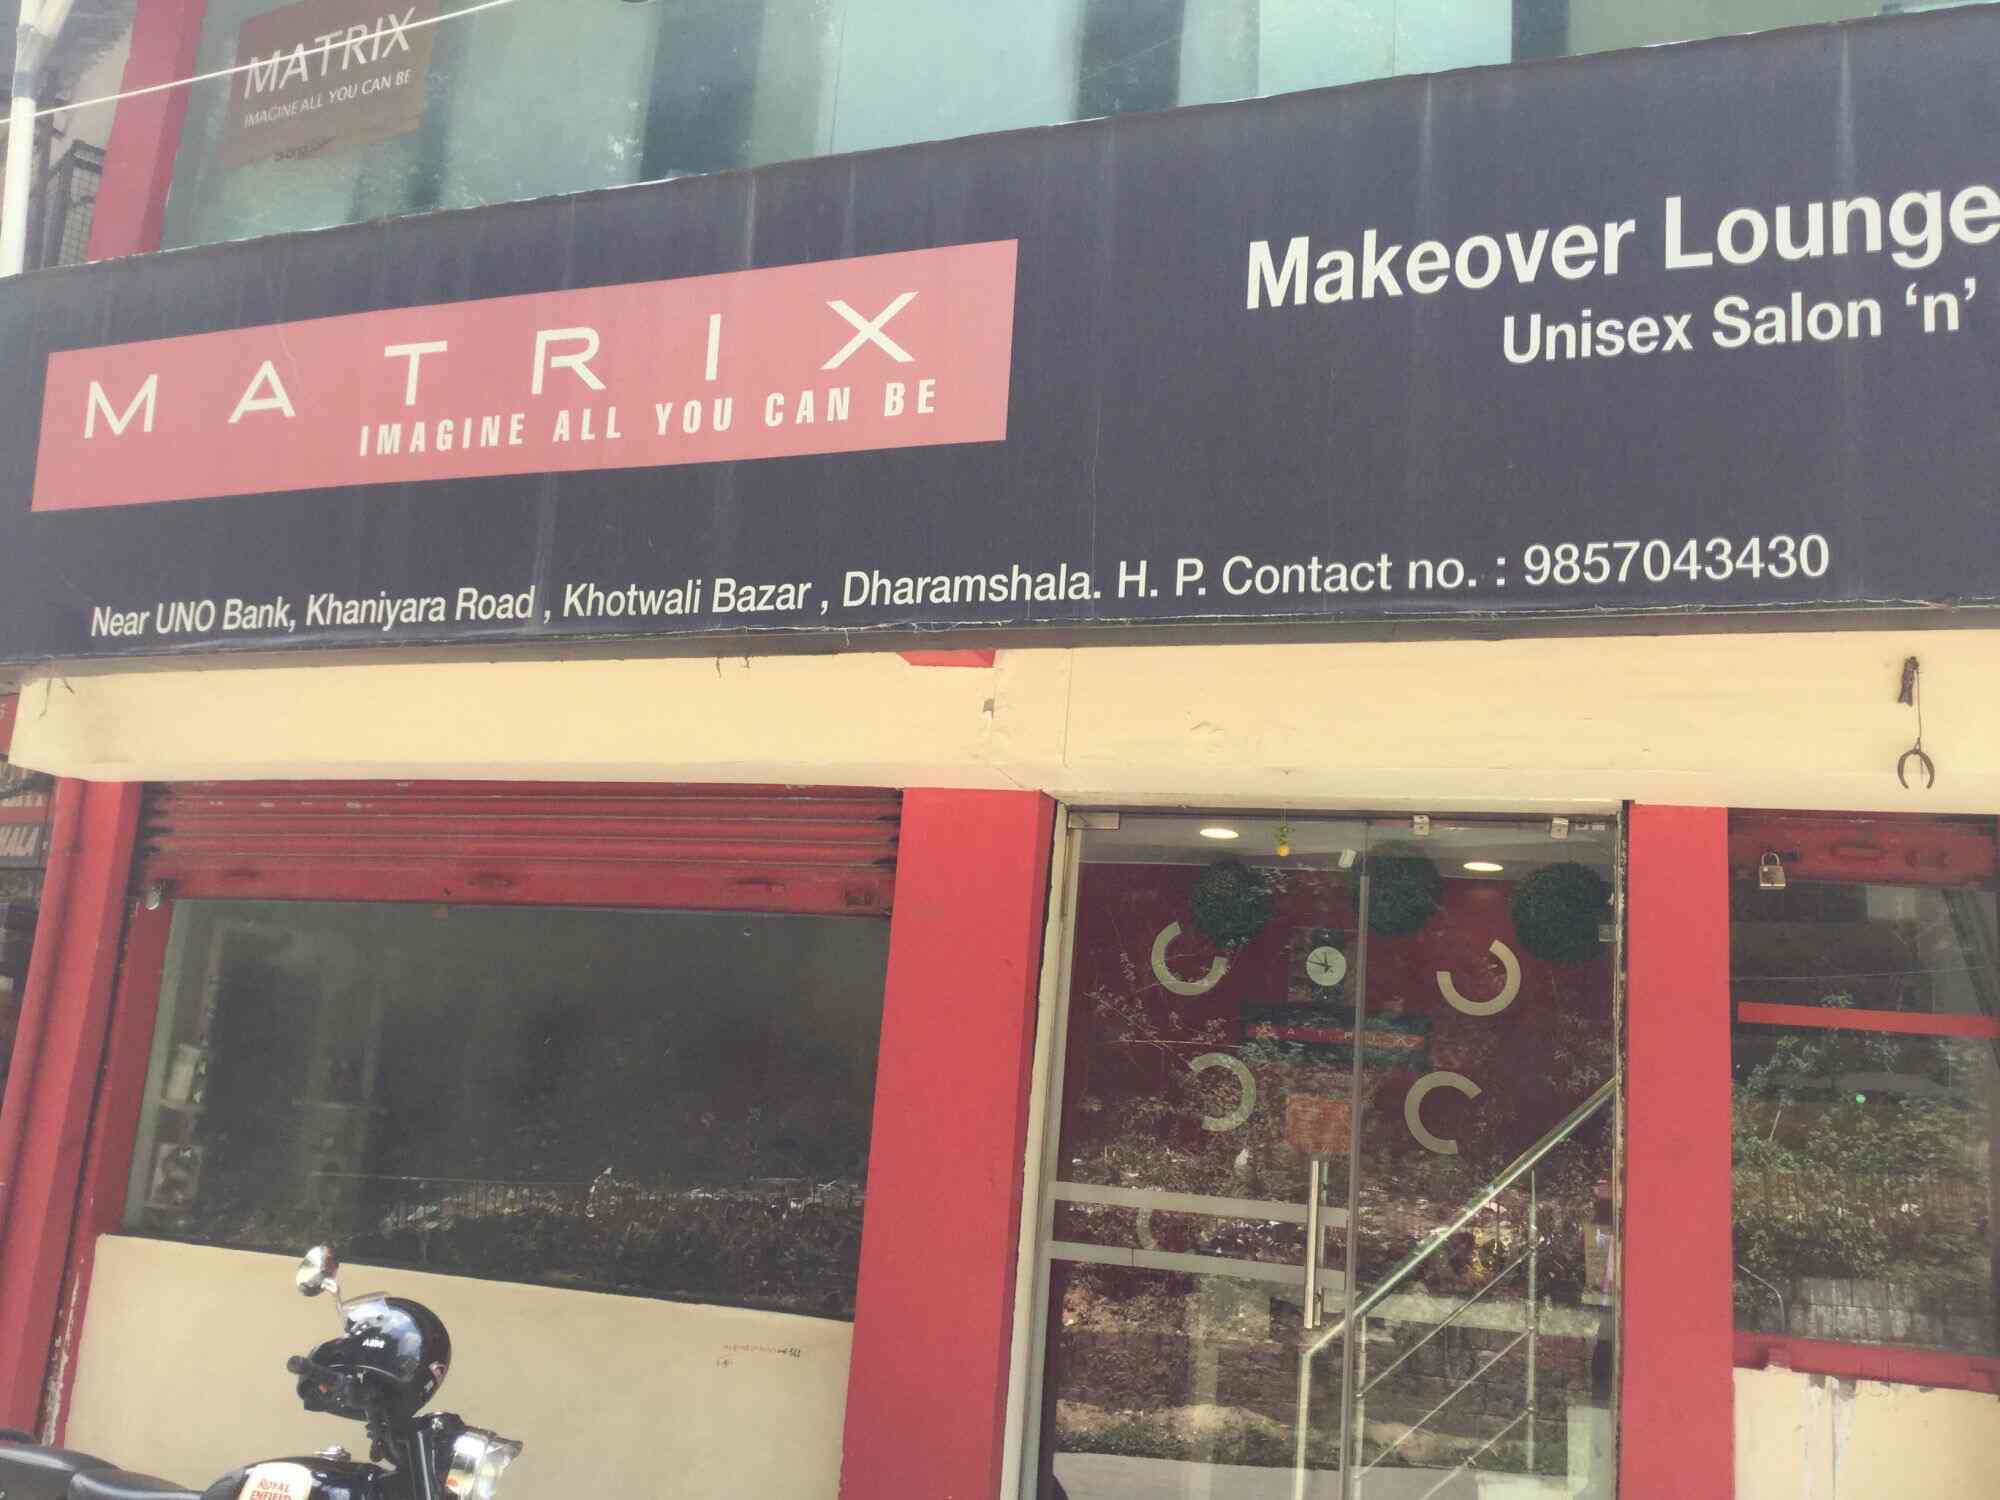 MATRIX
IMAGINE ALL YOU CAN BE
MATRIX
IMAGINE ALL YOU CAN BE
Makeover Lounge
Unisex Salon ‘n’
Near UNO Bank, Khaniyara Road , Khotwali Bazar , Dharamshala. H. P. Contact no. : 9857043430
ROYAL
ENFIELD